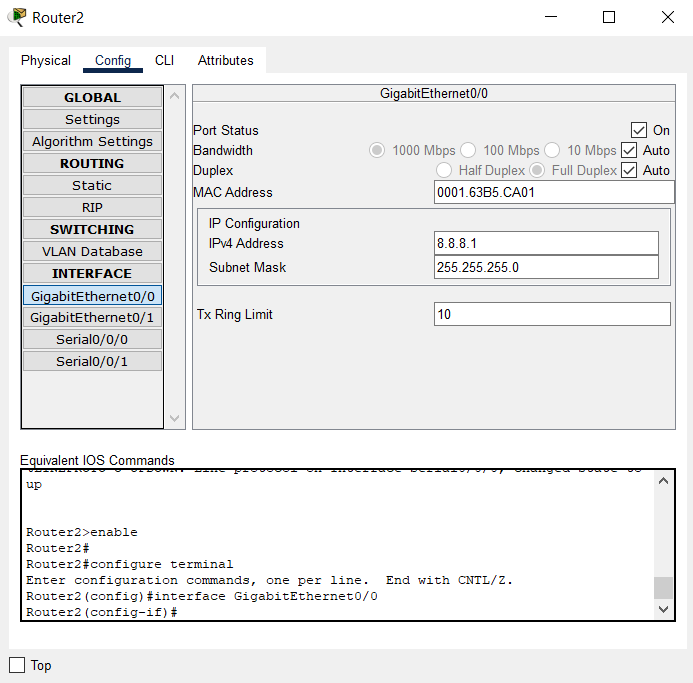 Router2
Physical Config CLI Attributes
GLOBAL
Settings
Algorithm Settings
ROUTING
Static
RIP
SWITCHING
VLAN Database
INTERFACE
GigabitEthernet0/0
GigabitEthernet0/1
Serial0/0/0
Serial0/0/1
GigabitEthernet0/0
Port Status On
Bandwidth 1000 Mbps 100 Mbps 10 Mbps Auto
Duplex Half Duplex Full Duplex Auto
MAC Address 0001.63B5.CA01
IP Configuration
IPv4 Address 8.8.8.1
Subnet Mask 255.255.255.0
Tx Ring Limit 10
Equivalent IOS Commands
up
Router2>enable
Router2#
Router2#configure terminal
Enter configuration commands, one per line.  End with CNTL/Z.
Router2(config)#interface GigabitEthernet0/0
Router2(config-if)#
Top